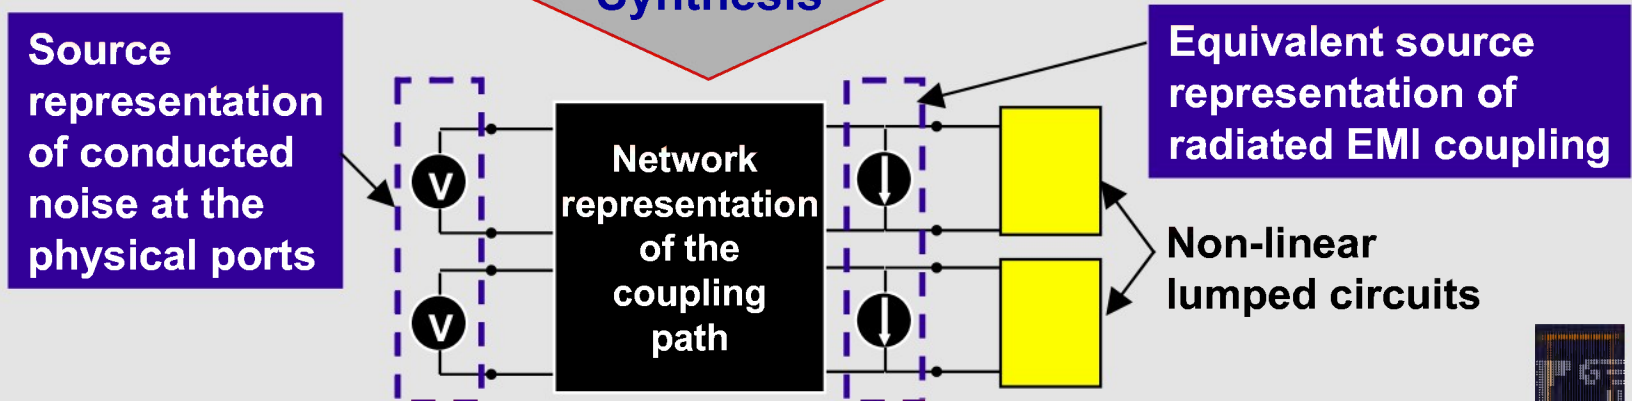 Synthesis
Source
representation
of conducted
noise at the
physical ports
V
V
Network
representation
of the
coupling
path
Equivalent source
representation of
radiated EMI coupling
Non-linear
lumped circuits